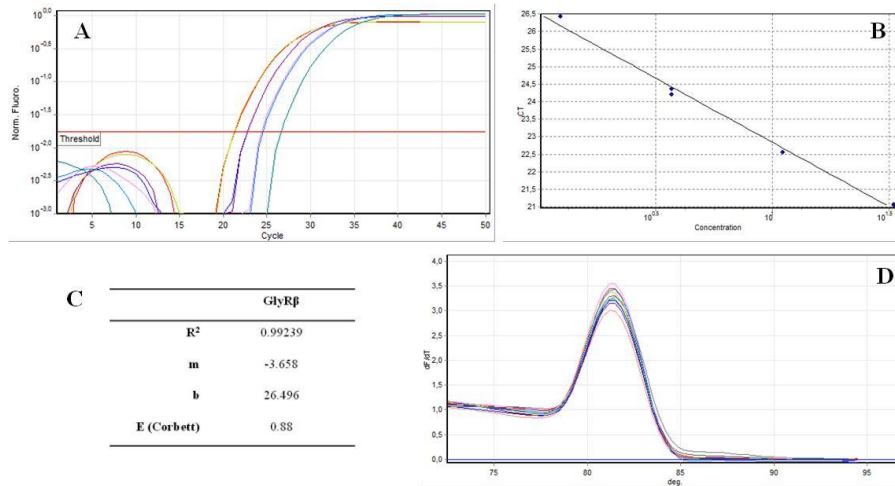 A
Norm. Fluoro.
10^0.0
10^-0.5
10^-1.0
10^-1.5
10^-2.0
10^-2.5
10^-3.0
Threshold
5 10 15 20 25 30 35 40 45 50
Cycle
B
CT
26,5
26
25,5
25
24,5
24
23,5
23
22,5
22
21,5
21
10^0,5 10^1 10^1,5
Concentration
C
GlyRβ
R² 0.99239
m -3.658
b 26.496
E (Corbett) 0.88
D
dF/dT
3,5
3,0
2,5
2,0
1,5
1,0
0,5
0,0
75 80 85 90 95
deg.